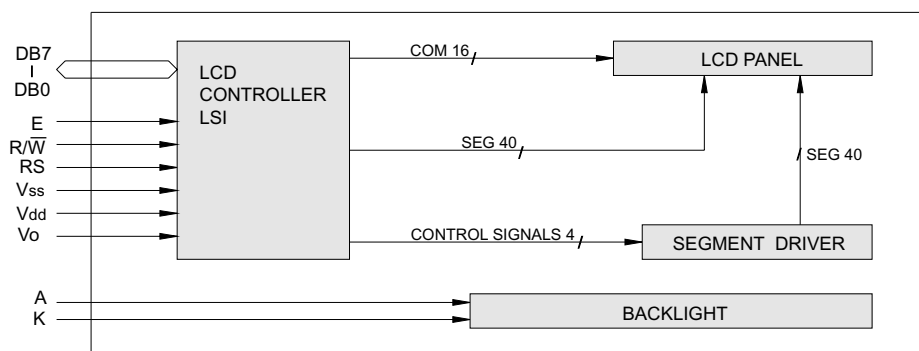 DB7
DB0
E
R/W̅
RS
Vss
Vdd
Vo
A
K
LCD
CONTROLLER
LSI
COM 16
SEG 40
CONTROL SIGNALS 4
LCD PANEL
SEG 40
SEGMENT DRIVER
BACKLIGHT